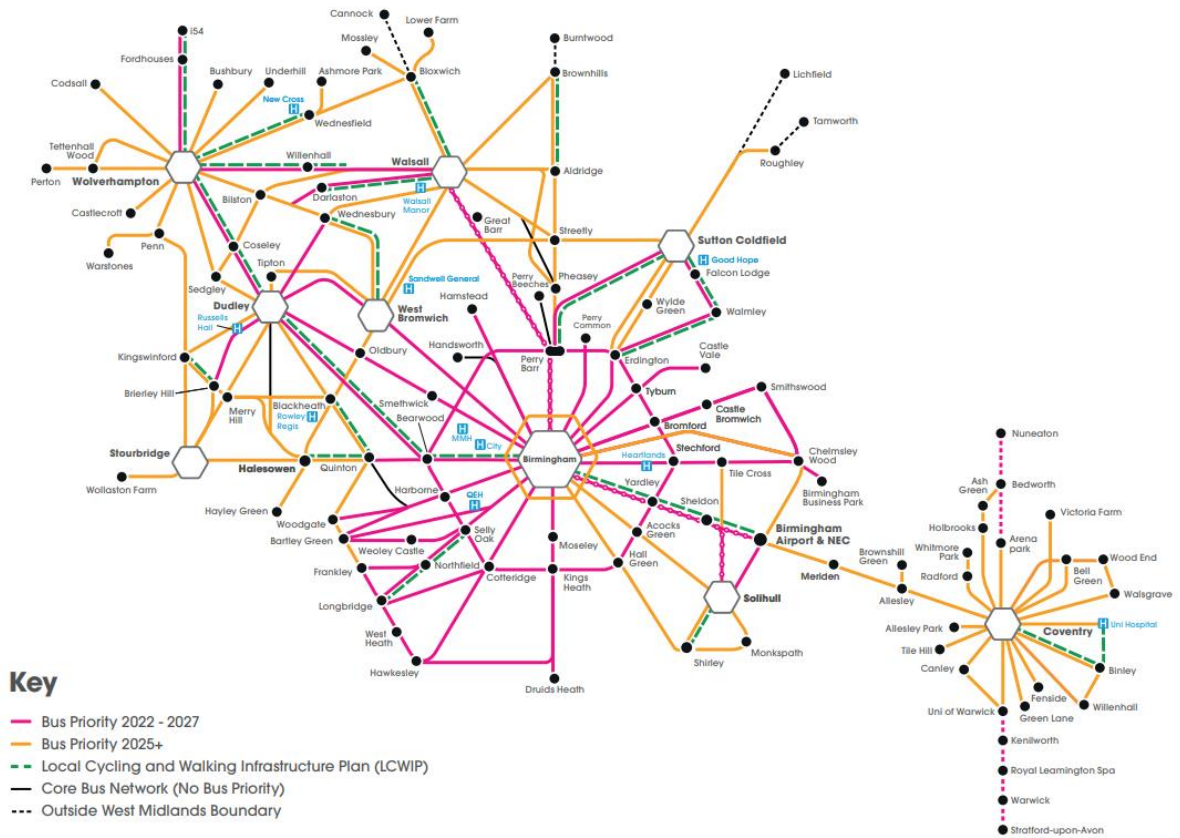 Cannock
Lower Farm
i54
Mossley
Burntwood
Fordhouses
Bushbury
Underhill
Ashmore Park
Bloxwich
Brownhills
Codsall
Lichfield
New Cross
Wednesfield
Tamworth
Tettenhall
Wood
Willenhall
Walsall
Roughley
Perton
Wolverhampton
Aldridge
Bilston
Darlaston
Walsall
Manor
Castlecroft
Wednesbury
Great
Barr
Penn
Coseley
Streetly
Sutton Coldfield
Warstones
Tipton
Good Hope
Falcon Lodge
Sedgley
Sandwell General
Perry
Beeches
Pheasey
Dudley
Hamstead
Wylde
Green
Walmley
Russells
Hall
West
Bromwich
Perry
Common
Castle
Vale
Kingswinford
Oldbury
Handsworth
Perry
Barr
Erdington
Brierley Hill
Merry
Hill
Blackheath
Smethwick
Tyburn
Smithswood
Rowley
Regis
Bearwood
Castle
Bromwich
MMH
City
Bromford
Nuneaton
Stourbridge
Halesowen
Quinton
Birmingham
Heartlands
Stechford
Tile Cross
Chelmsley
Wood
Wollaston Farm
Harborne
QEH
Yardley
Sheldon
Birmingham
Business Park
Ash
Green
Bedworth
Hayley Green
Woodgate
Victoria Farm
Bartley Green
Selly
Oak
Acocks
Green
Birmingham
Airport & NEC
Holbrooks
Arena
park
Weoley Castle
Moseley
Hall
Green
Brownshill
Green
Whitmore
Park
Wood End
Frankley
Northfield
Cotteridge
Kings
Heath
Meriden
Radford
Bell
Green
Allesley
Walsgrave
Longbridge
Solihull
Allesley Park
Coventry
Uni Hospital
West
Heath
Tile Hill
Hawkesley
Shirley
Monkspath
Canley
Binley
Druids Heath
Fenside
Uni of Warwick
Green Lane
Willenhall
Kenilworth
Royal Leamington Spa
Warwick
Stratford-upon-Avon
Key
Bus Priority 2022 - 2027
Bus Priority 2025+
Local Cycling and Walking Infrastructure Plan (LCWIP)
Core Bus Network (No Bus Priority)
Outside West Midlands Boundary
H
H
H
H
H
H
H
H
H
H
H